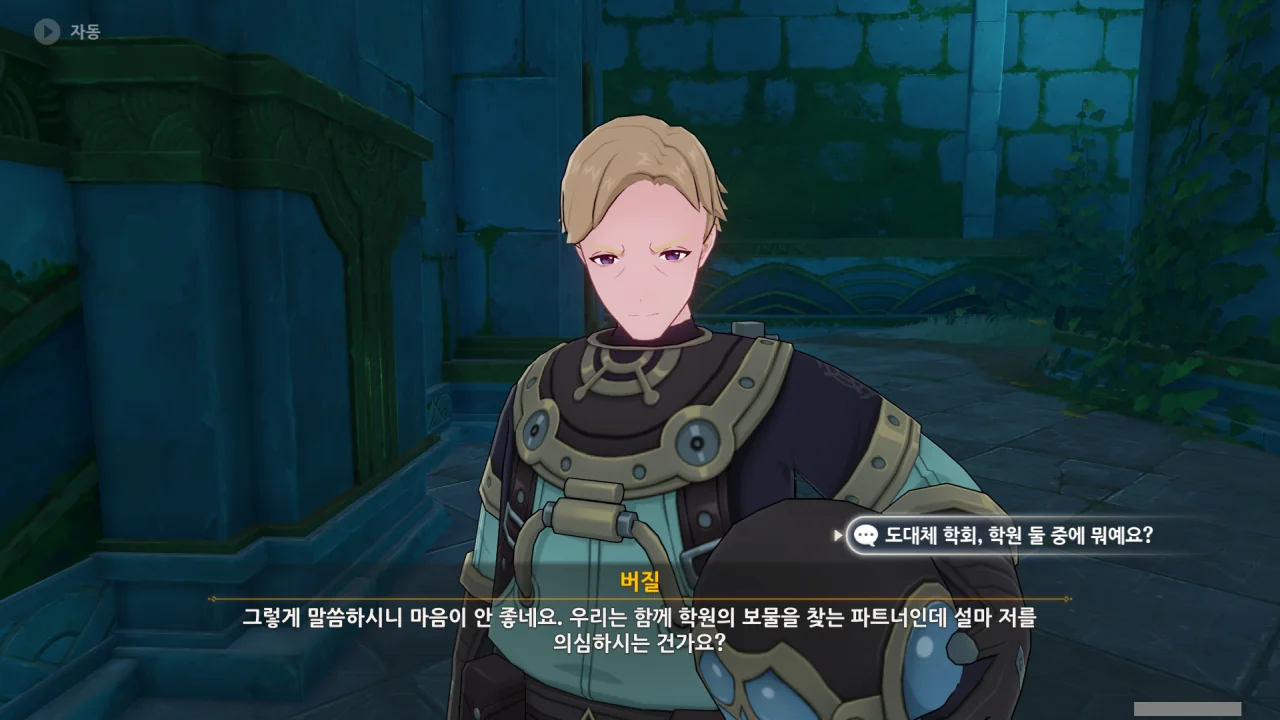 자동
도대체 학회, 학원 둘 중에 뭐예요?
버질
그렇게 말씀하시니 마음이 안 좋네요. 우리는 함께 학원의 보물을 찾는 파트너인데 설마 저를
의심하시는 건가요?